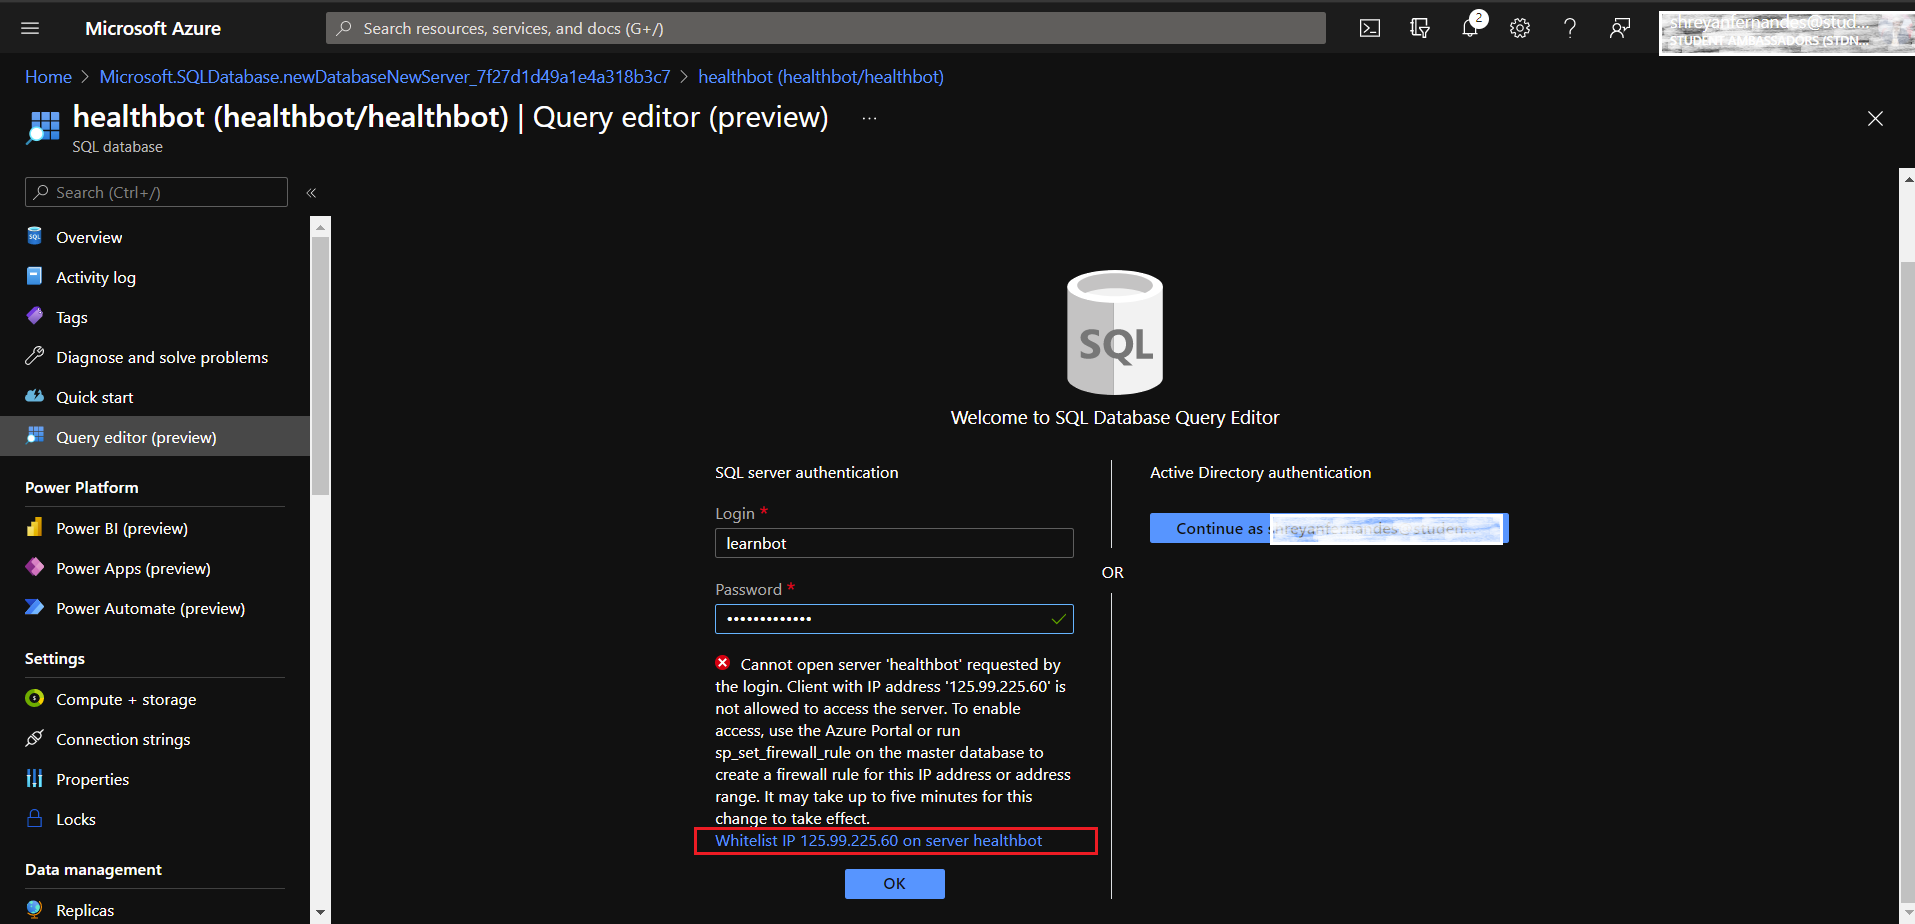 Microsoft Azure
Search resources, services, and docs (G+/)
2
shreyanfernandes@stud...
STUDENT AMBASSADORS (STDN...
Home > Microsoft.SQLDatabase.newDatabaseNewServer_7f27d1d49a1e4a318b3c7 > healthbot (healthbot/healthbot)
healthbot (healthbot/healthbot) | Query editor (preview) ...
SQL database
Search (Ctrl+/)
«
SQL Overview
Activity log
Tags
Diagnose and solve problems
Quick start
Query editor (preview)
Power Platform
Power BI (preview)
Power Apps (preview)
Power Automate (preview)
Settings
Compute + storage
Connection strings
Properties
Locks
Data management
Replicas
SQL
Welcome to SQL Database Query Editor
SQL server authentication
Login *
learnbot
Password *
•••••••••••••
Cannot open server 'healthbot' requested by
the login. Client with IP address '125.99.225.60' is
not allowed to access the server. To enable
access, use the Azure Portal or run
sp_set_firewall_rule on the master database to
create a firewall rule for this IP address or address
range. It may take up to five minutes for this
change to take effect.
Whitelist IP 125.99.225.60 on server healthbot
OK
OR
Active Directory authentication
Continue as shreyanfernandes@studen...